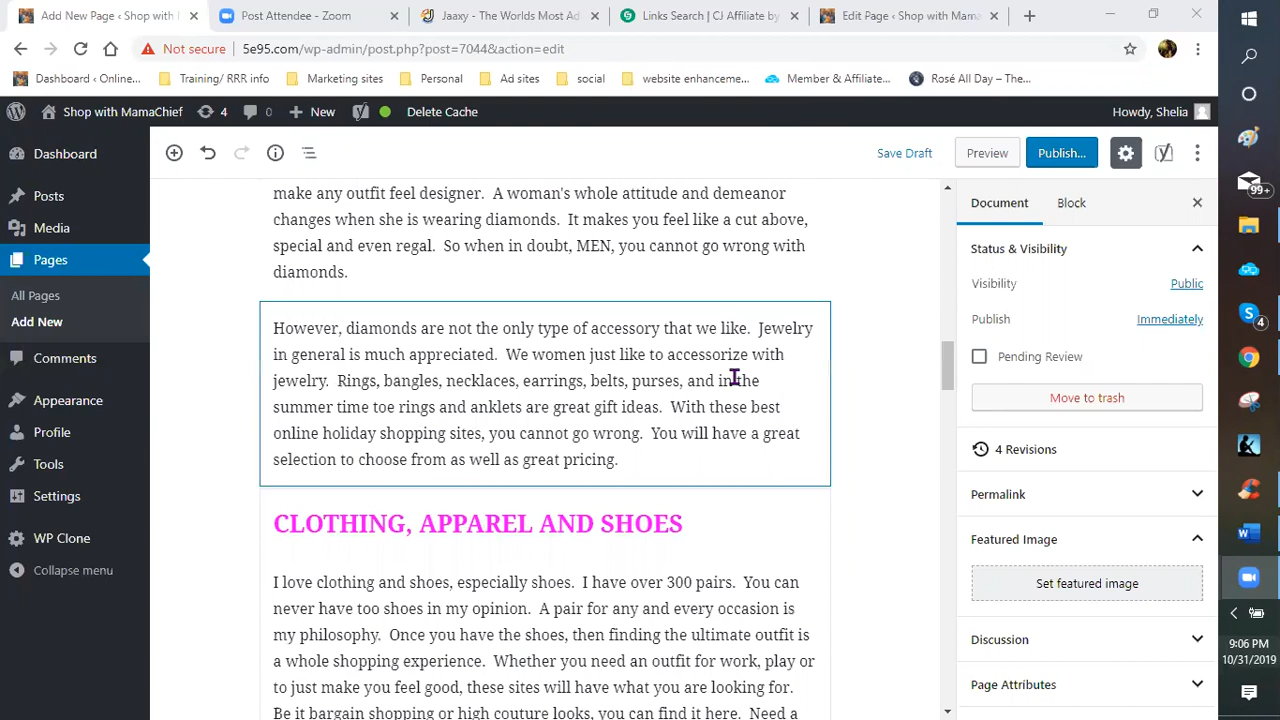 Add New Page ‹ Shop with
Post Attendee - Zoom
Jaaxy - The Worlds Most Ad
Links Search | CJ Affiliate by
Edit Page ‹ Shop with Mama
Not secure | 5e95.com/wp-admin/post.php?post=7044&action=edit
Dashboard ‹ Online...
Training/ RRR info
Marketing sites
Personal
Ad sites
social
website enhanceme...
Member & Affiliate...
Rosé All Day – The...
Shop with MamaChief
4
0
New
Delete Cache
Howdy, Shelia
Dashboard
Posts
Media
Pages
All Pages
Add New
Comments
Appearance
Profile
Tools
Settings
WP Clone
Collapse menu
Save Draft
Preview
Publish...
make any outfit feel designer. A woman's whole attitude and demeanor
changes when she is wearing diamonds. It makes you feel like a cut above,
special and even regal. So when in doubt, MEN, you cannot go wrong with
diamonds.
However, diamonds are not the only type of accessory that we like. Jewelry
in general is much appreciated. We women just like to accessorize with
jewelry. Rings, bangles, necklaces, earrings, belts, purses, and in the
summer time toe rings and anklets are great gift ideas. With these best
online holiday shopping sites, you cannot go wrong. You will have a great
selection to choose from as well as great pricing.
CLOTHING, APPAREL AND SHOES
I love clothing and shoes, especially shoes. I have over 300 pairs. You can
never have too shoes in my opinion. A pair for any and every occasion is
my philosophy. Once you have the shoes, then finding the ultimate outfit is
a whole shopping experience. Whether you need an outfit for work, play or
to just make you feel good, these sites will have what you are looking for.
Be it bargain shopping or high couture looks, you can find it here. Need a
Document
Block
Status & Visibility
Visibility
Public
Publish
Immediately
Pending Review
Move to trash
4 Revisions
Permalink
Featured Image
Set featured image
Discussion
Page Attributes
99+
4
9:06 PM
10/31/2019